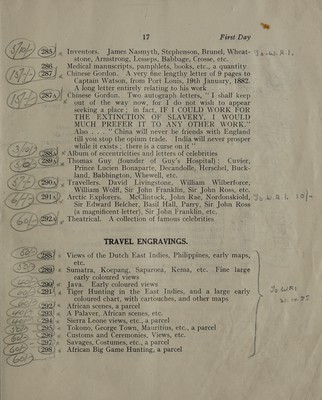 17 First Day
285 Inventors. James Nasmyth, Stephenson, Brunel, Wheat-
stone, Armstrong, Lesseps, Babbage, Crosse, etc.
286 Medical manuscripts, pamphlets, books, etc., a quantity
287 Chinese Gordon. A very fine lengthy letter of 9 pages to
Captain Watson, from Port Louis, 19th January, 1882.
A long letter entirely relating to his work
287A Chinese Gordon. Two autograph letters, " I shall keep
out of the way now, for I do not wish to appear
seeking a place ; in fact, IF I COULD WORK FOR
THE EXTINCTION OF SLAVERY, I WOULD
MUCH PREFER IT TO ANY OTHER WORK."
Also . . . " China will never be friends with England
till you stop the opium trade. India will never prosper
while it exists ; there is a curse on it "
288A Album of eccentricities and letters of celebrities
289A Thomas Guy (founder of Guy's Hospital) : Cuvier,
Prince Lucien Bonaparte, Decandolle, Herschel, Buck-
land, Babbington, Whewell, etc.
290A Travellers. David Livingstone, William Wilberforce,
William Wolff, Sir John Franklin, Sir John Ross, etc.
291A Arctic Explorers. McClintock, John Rae, Nordonskiold,
Sir Edward Belcher, Basil Hall, Parry, Sir John Ross
(a magnificent letter), Sir John Franklin, etc.
292A Theatrical. A collection of famous celebrities
TRAVEL ENGRAVINGS.
288 Views of the Dutch East Indies, Philippines, early maps,
etc.
289 Sumatra, Koepang, Saparoea, Kema, etc. Fine large
early coloured views
290 Java. Early coloured views
291 Tiger Hunting in the East Indies, and a large early
coloured chart, with cartouches, and other maps
292 African scenes, a parcel
293 A Palaver, African scenes, etc.
294 Sierra Leone views, etc., a parcel
295 Tokono, George Town, Mauritius, etc., a parcel
296 Customs and Ceremonies, Views, etc.
297 Savages, Costumes, etc., a parcel
298 African Big Game Hunting, a parcel